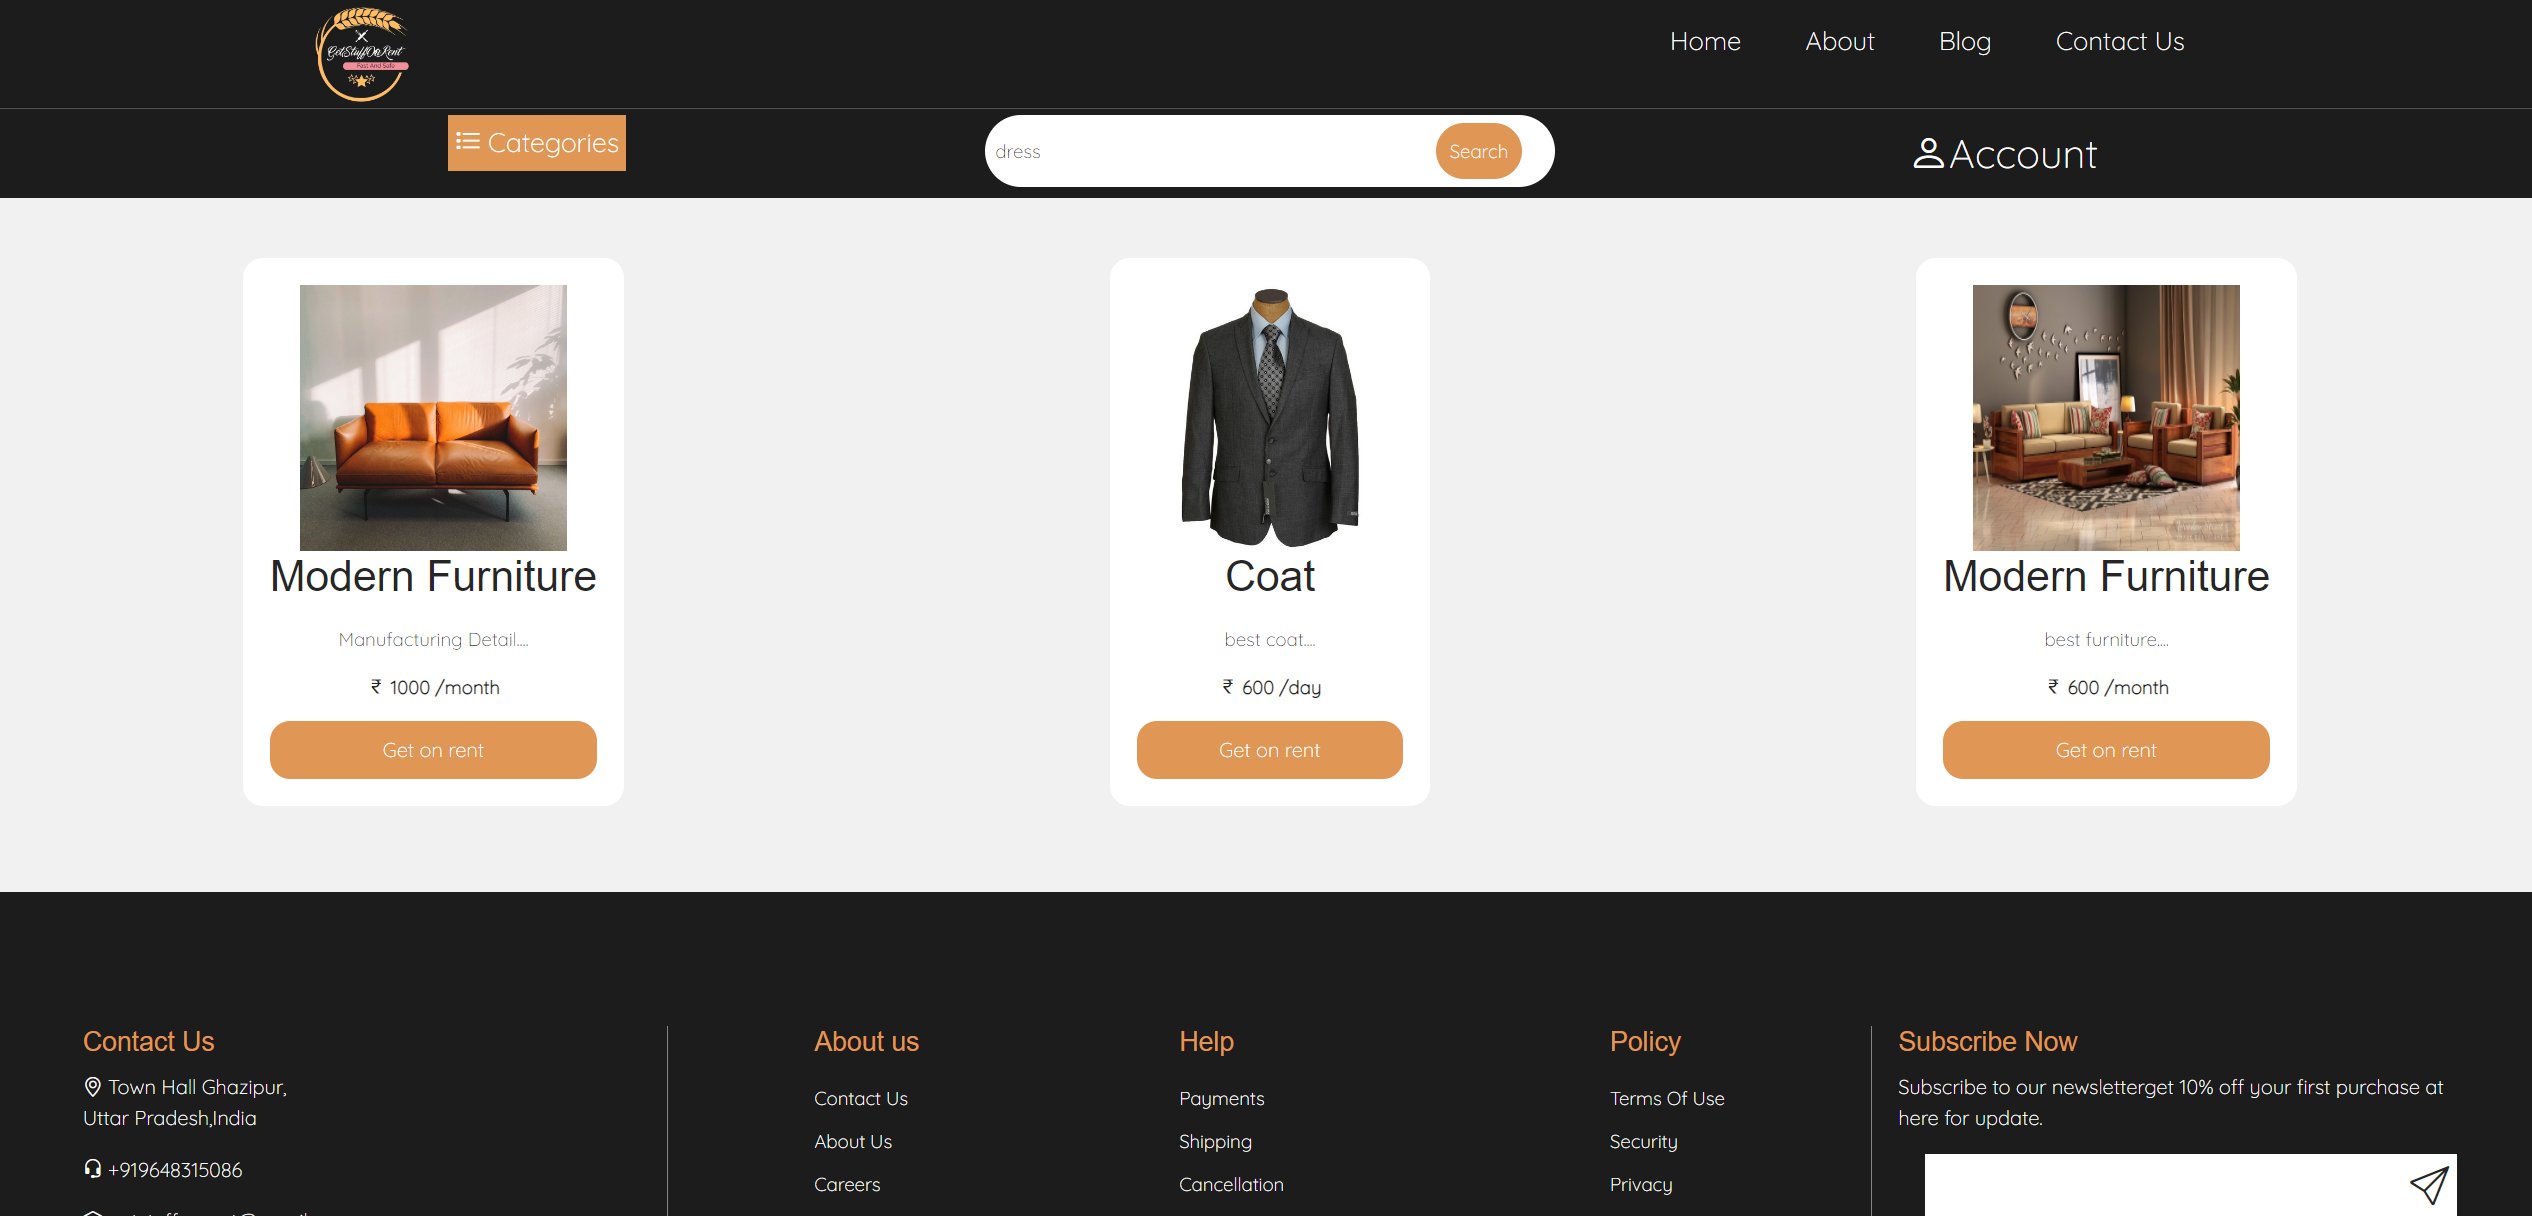 GetStuffOnRent
Fast And Safe
Home About Blog Contact Us
Categories
dress
Search
Account
Modern Furniture
Manufacturing Detail....
₹ 1000 /month
Get on rent
Coat
best coat....
₹ 600 /day
Get on rent
Modern Furniture
best furniture....
₹ 600 /month
Get on rent
Contact Us
Town Hall Ghazipur,
Uttar Pradesh,India
+919648315086
About us
Contact Us
About Us
Careers
Help
Payments
Shipping
Cancellation
Policy
Terms Of Use
Security
Privacy
Subscribe Now
Subscribe to our newsletterget 10% off your first purchase at
here for update.